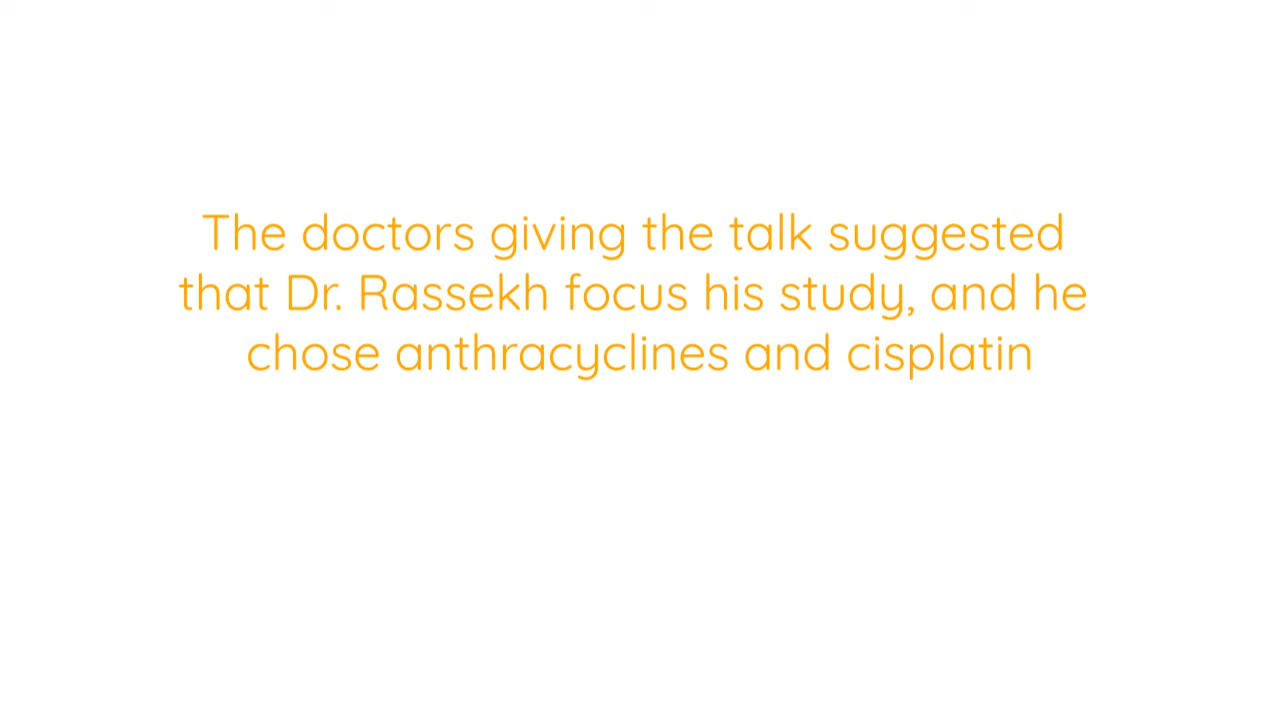 The doctors giving the talk suggested
that Dr. Rassekh focus his study, and he
chose anthracyclines and cisplatin